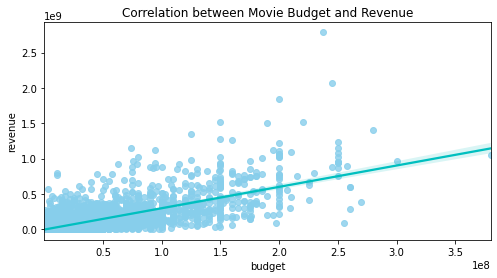 Correlation between Movie Budget and Revenue
1e9
2.5
2.0
1.5
1.0
0.5
0.0
revenue
0.5 1.0 1.5 2.0 2.5 3.0 3.5
budget
1e8